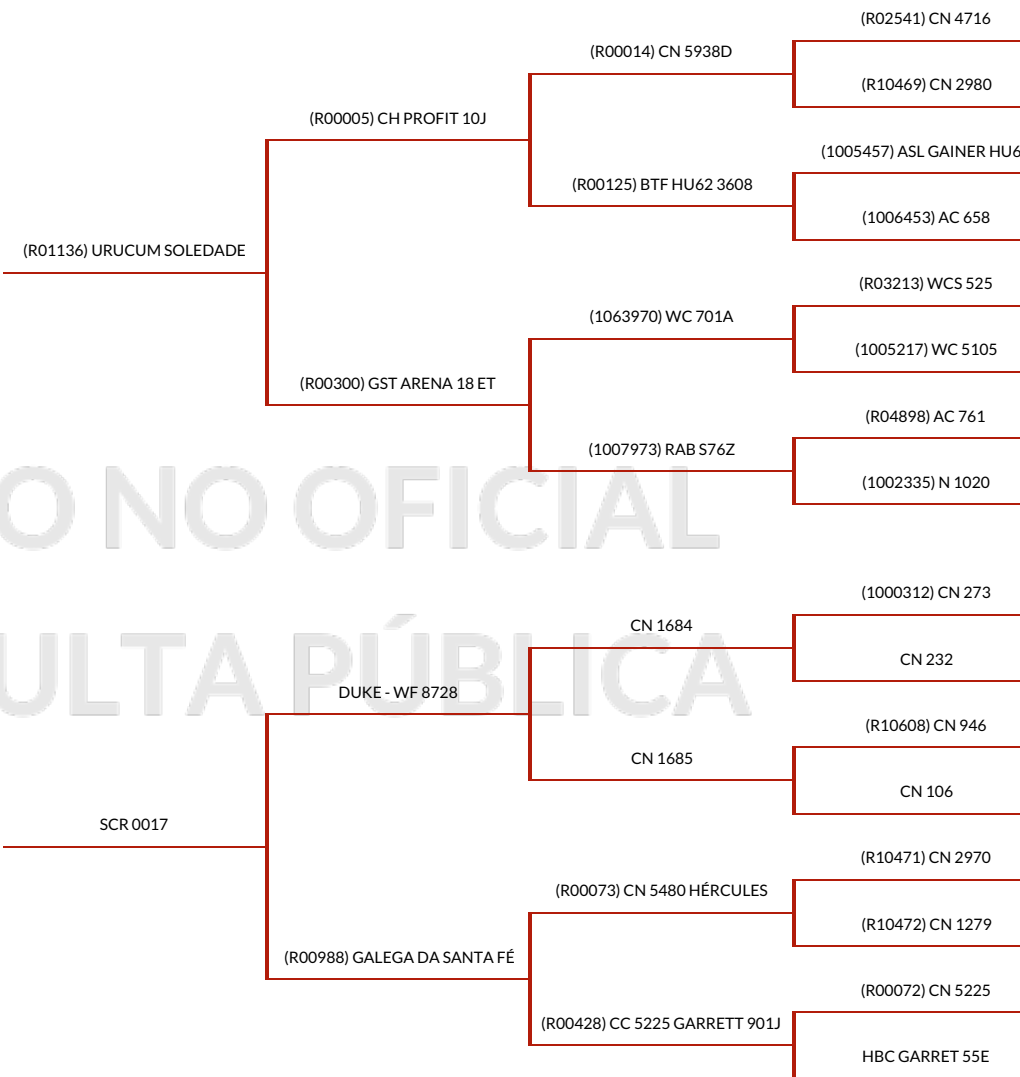 (R02541) CN 4716
(R00014) CN 5938D
(R10469) CN 2980
(R00005) CH PROFIT 10J
(1005457) ASL GAINER HU6
(R00125) BTF HU62 3608
(1006453) AC 658
(R01136) URUCUM SOLEDADE
(R03213) WCS 525
(1063970) WC 701A
(1005217) WC 5105
(R00300) GST ARENA 18 ET
(R04898) AC 761
(1007973) RAB S76Z
(1002335) N 1020
O NO OFICIAL
(1000312) CN 273
CN 1684
CN 232
ULTA PÚBLICA
DUKE - WF 8728
(R10608) CN 946
CN 1685
CN 106
SCR 0017
(R10471) CN 2970
(R00073) CN 5480 HÉRCULES
(R10472) CN 1279
(R00988) GALEGA DA SANTA FÉ
(R00072) CN 5225
(R00428) CC 5225 GARRETT 901J
HBC GARRET 55E